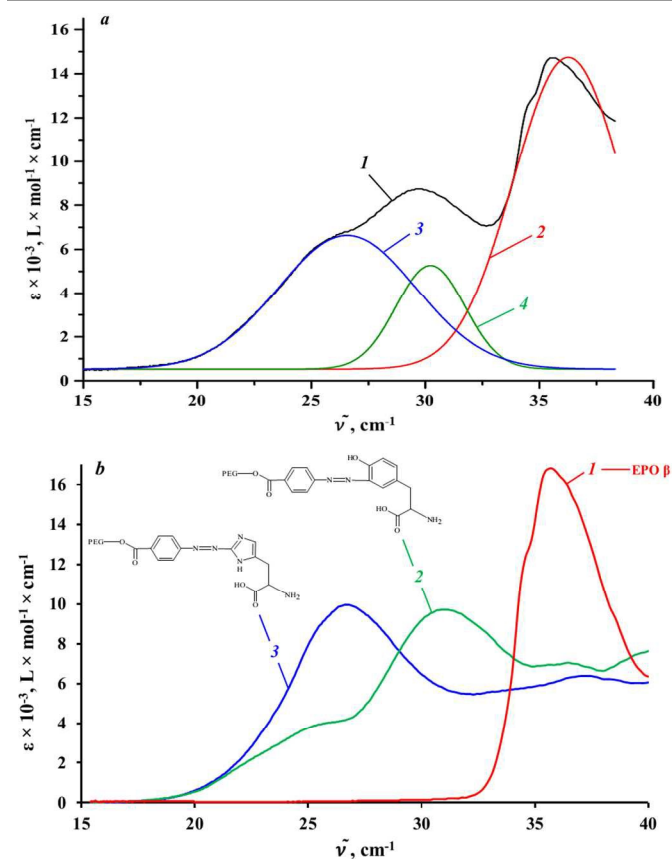 a
16
14
12
10
8
6
4
2
0
ε × 10⁻³, L × mol⁻¹ × cm⁻¹
1
3
2
4
15 20 25 30 35 40
ν̃, cm⁻¹
b
16
14
12
10
8
6
4
2
0
ε × 10⁻³, L × mol⁻¹ × cm⁻¹
HO
PEG—O
O
N=N
HO
O
NH₂
PEG—O
O
N=N
N
N
H
HO
O
NH₂
1 —EPO β
2
3
15 20 25 30 35 40
ν̃, cm⁻¹